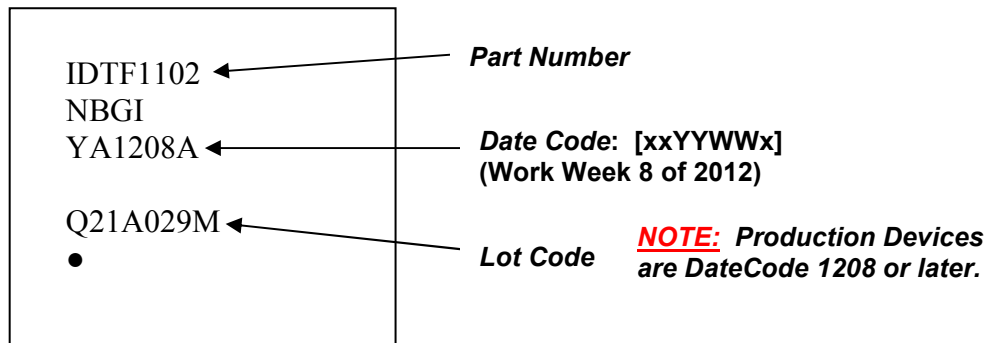 IDTF1102
NBGI
YA1208A
Q21A029M
Part Number
Date Code: [xxYYWWx]
(Work Week 8 of 2012)
Lot Code
NOTE: Production Devices
are DateCode 1208 or later.